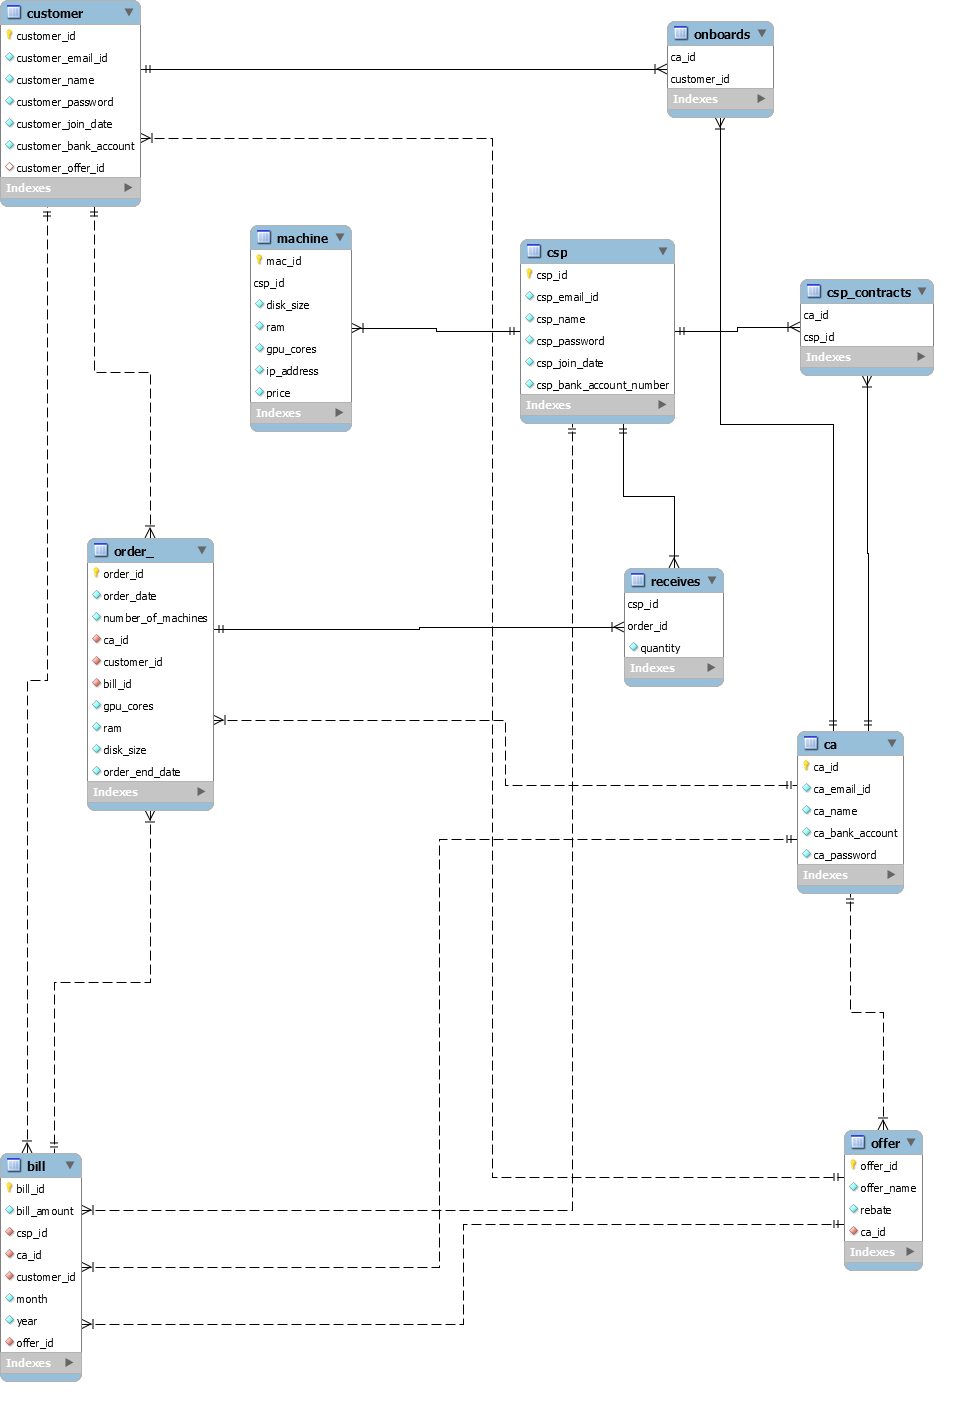 customer
customer_id
customer_email_id
customer_name
customer_password
customer_join_date
customer_bank_account
customer_offer_id
Indexes
onboards
ca_id
customer_id
Indexes
machine
mac_id
csp_id
disk_size
ram
gpu_cores
ip_address
price
Indexes
csp
csp_id
csp_email_id
csp_name
csp_password
csp_join_date
csp_bank_account_number
Indexes
csp_contracts
ca_id
csp_id
Indexes
order_
order_id
order_date
number_of_machines
ca_id
customer_id
bill_id
gpu_cores
ram
disk_size
order_end_date
Indexes
receives
csp_id
order_id
quantity
Indexes
ca
ca_id
ca_email_id
ca_name
ca_bank_account
ca_password
Indexes
bill
bill_id
bill_amount
csp_id
ca_id
customer_id
month
year
offer_id
Indexes
offer
offer_id
offer_name
rebate
ca_id
Indexes